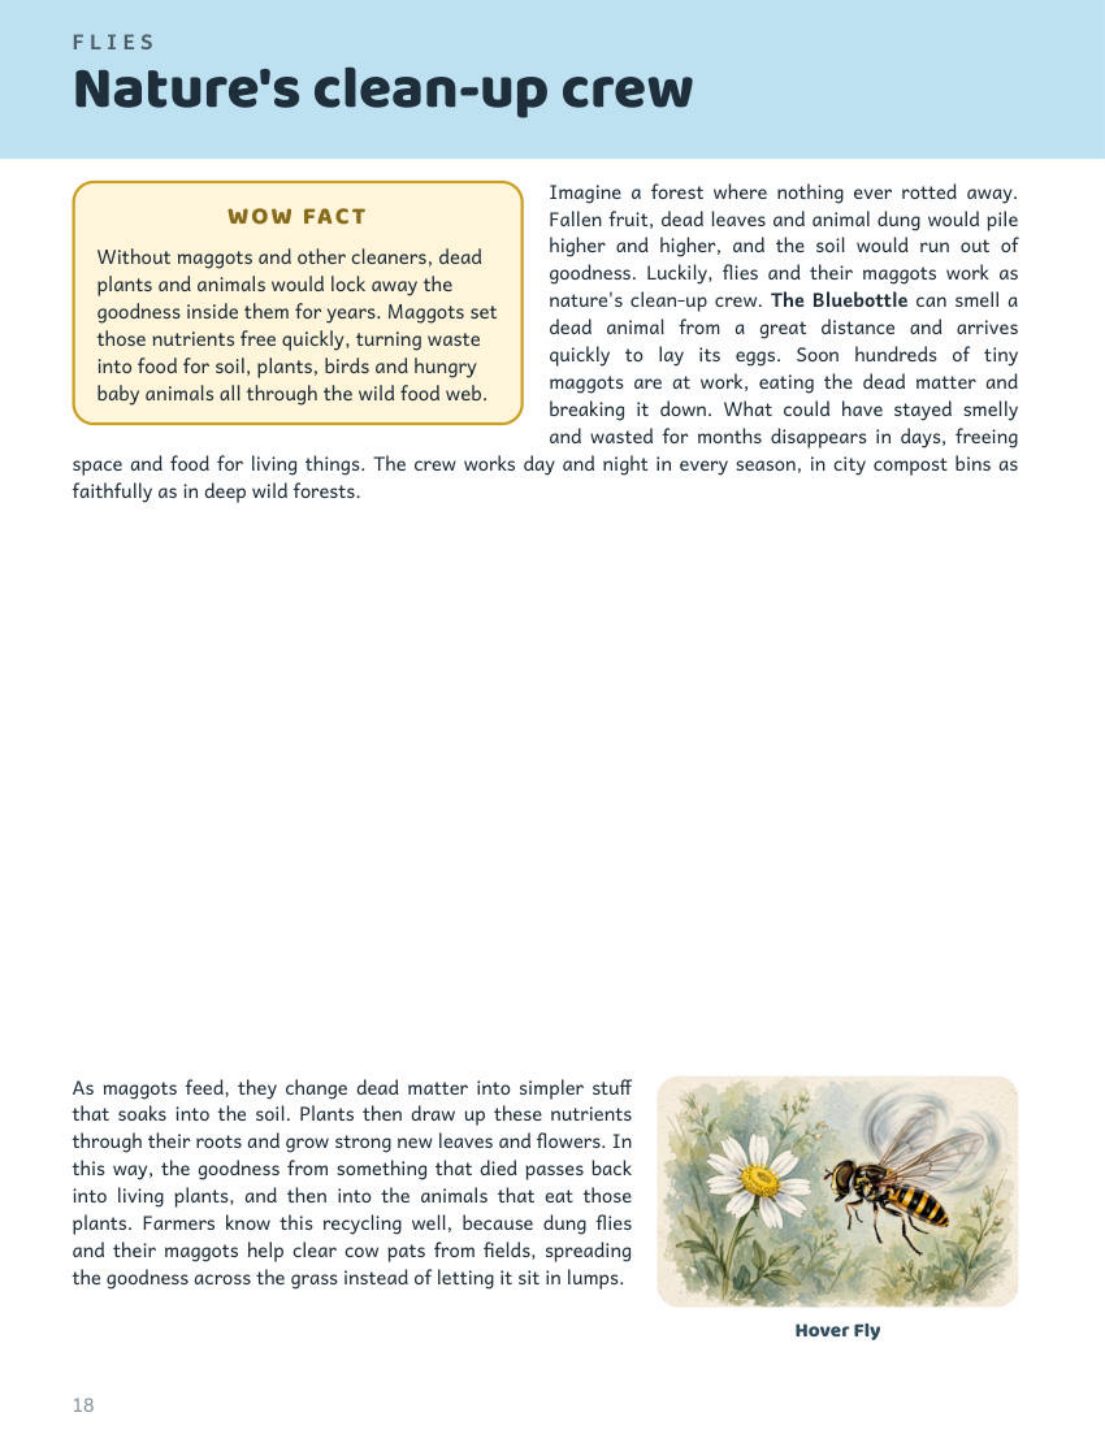 FLIES
Nature's clean-up crew
WOW FACT
Without maggots and other cleaners, dead
plants and animals would lock away the
goodness inside them for years. Maggots set
those nutrients free quickly, turning waste
into food for soil, plants, birds and hungry
baby animals all through the wild food web.
Imagine a forest where nothing ever rotted away.
Fallen fruit, dead leaves and animal dung would pile
higher and higher, and the soil would run out of
goodness. Luckily, flies and their maggots work as
nature's clean-up crew. The Bluebottle can smell a
dead animal from a great distance and arrives
quickly to lay its eggs. Soon hundreds of tiny
maggots are at work, eating the dead matter and
breaking it down. What could have stayed smelly
and wasted for months disappears in days, freeing
space and food for living things. The crew works day and night in every season, in city compost bins as
faithfully as in deep wild forests.
As maggots feed, they change dead matter into simpler stuff
that soaks into the soil. Plants then draw up these nutrients
through their roots and grow strong new leaves and flowers. In
this way, the goodness from something that died passes back
into living plants, and then into the animals that eat those
plants. Farmers know this recycling well, because dung flies
and their maggots help clear cow pats from fields, spreading
the goodness across the grass instead of letting it sit in lumps.
Hover Fly
18